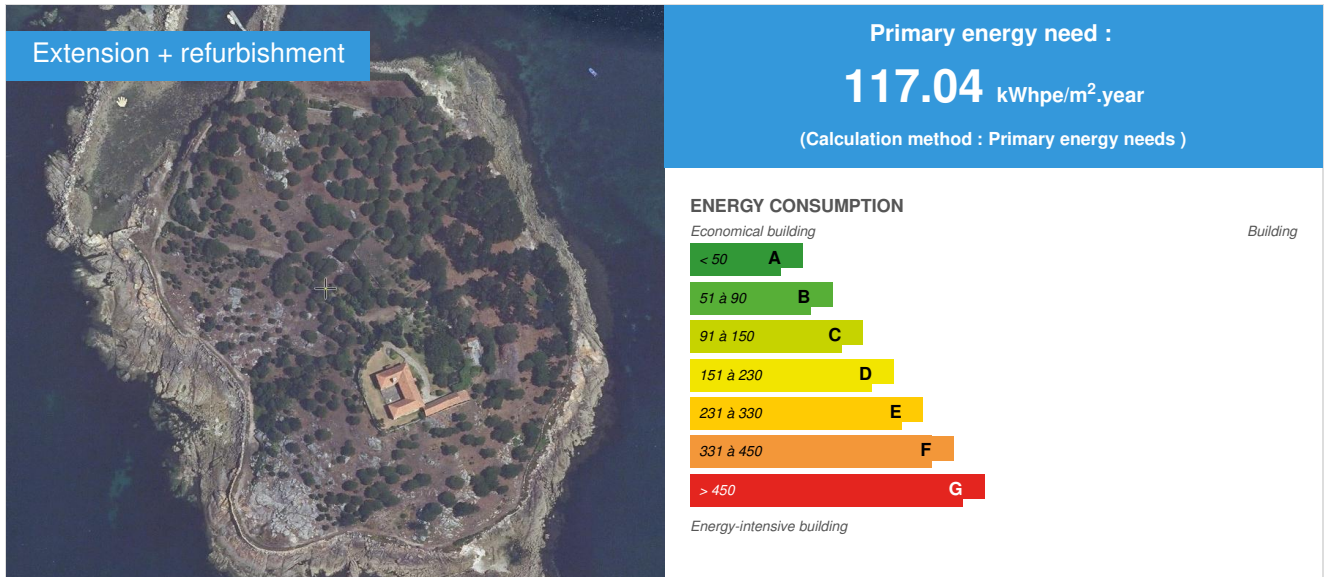 Extension + refurbishment
Primary energy need :
117.04 kWhpe/m².year
(Calculation method : Primary energy needs )
ENERGY CONSUMPTION
Economical building
Building
< 50 A
51 à 90 B
91 à 150 C
151 à 230 D
231 à 330 E
331 à 450 F
> 450 G
Energy-intensive building